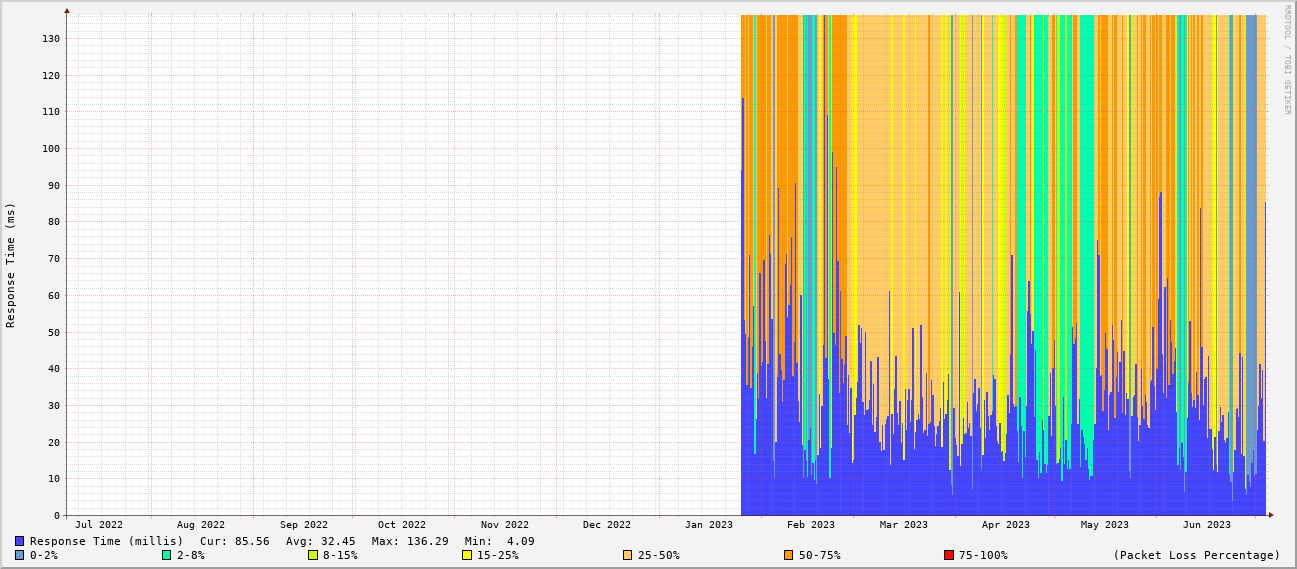 RRDTOOL / TOBI OETIKER
Response Time (ms)
130
120
110
100
90
80
70
60
50
40
30
20
10
0
Jul 2022 Aug 2022 Sep 2022 Oct 2022 Nov 2022 Dec 2022 Jan 2023 Feb 2023 Mar 2023 Apr 2023 May 2023 Jun 2023
Response Time (millis) Cur: 85.56 Avg: 32.45 Max: 136.29 Min: 4.09
0-2% 2-8% 8-15% 15-25% 25-50% 50-75% 75-100% (Packet Loss Percentage)